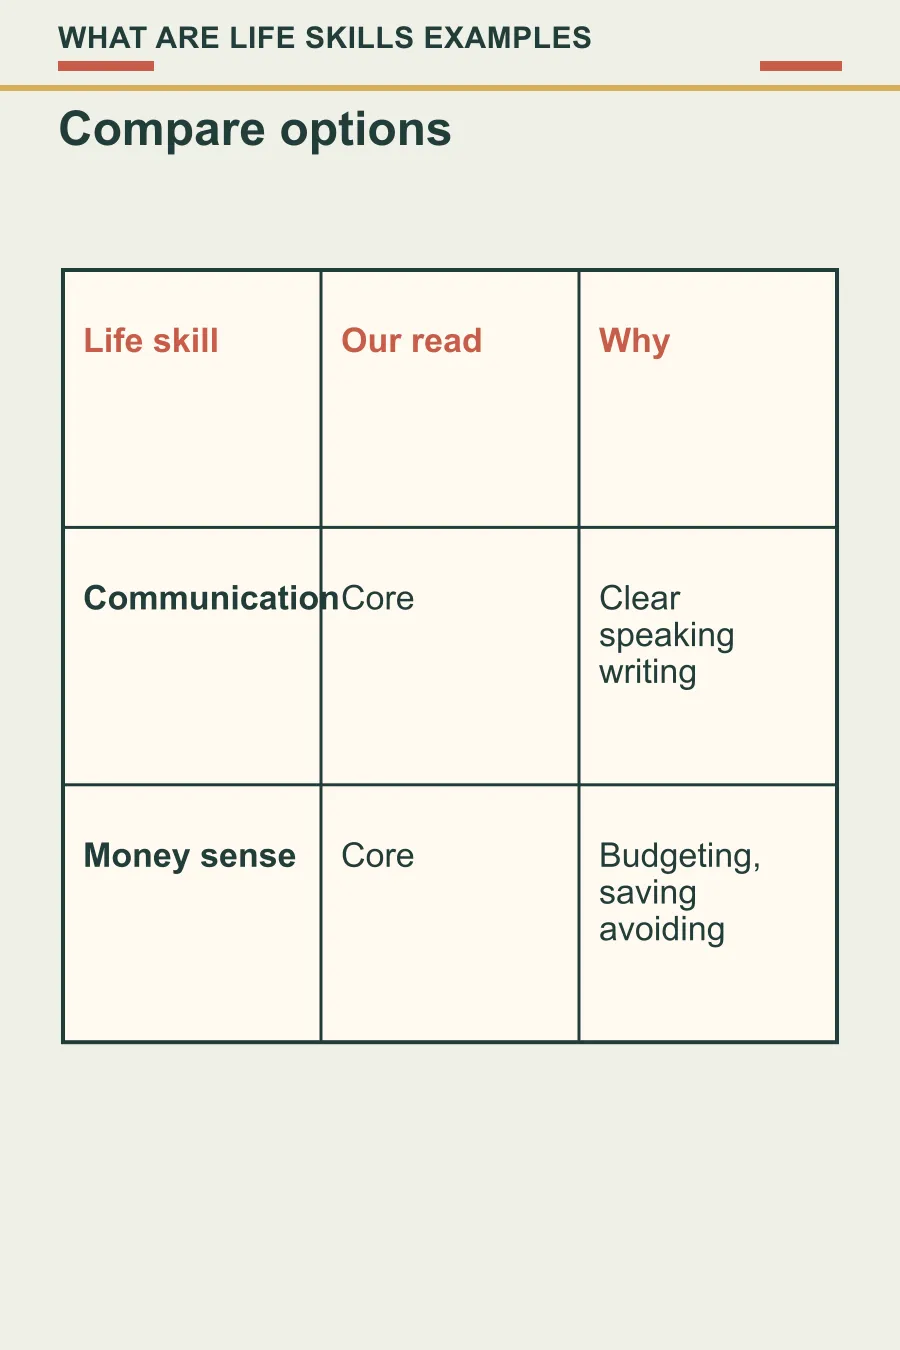 WHAT ARE LIFE SKILLS EXAMPLES
Compare options
Life skill
Our read
Why
Communication
Core
Clear
speaking
writing
Money sense
Core
Budgeting,
saving
avoiding